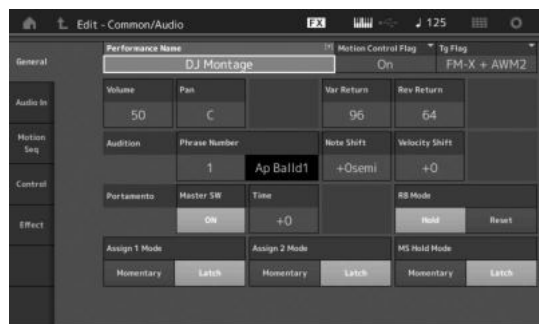 Edit - Common/Audio
FX
125
General
Audio In
Motion
Seq
Control
Effect
Performance Name
DJ Montage
Motion Control Flag
On
Tg Flag
FM-X + AWM2
Volume
50
Pan
C
Var Return
96
Rev Return
64
Audition
Phrase Number
1
Ap Balld1
Note Shift
+0semi
Velocity Shift
+0
Portamento
Master SW
ON
Time
+0
RB Mode
Hold
Reset
Assign 1 Mode
Momentary
Latch
Assign 2 Mode
Momentary
Latch
MS Hold Mode
Momentary
Latch